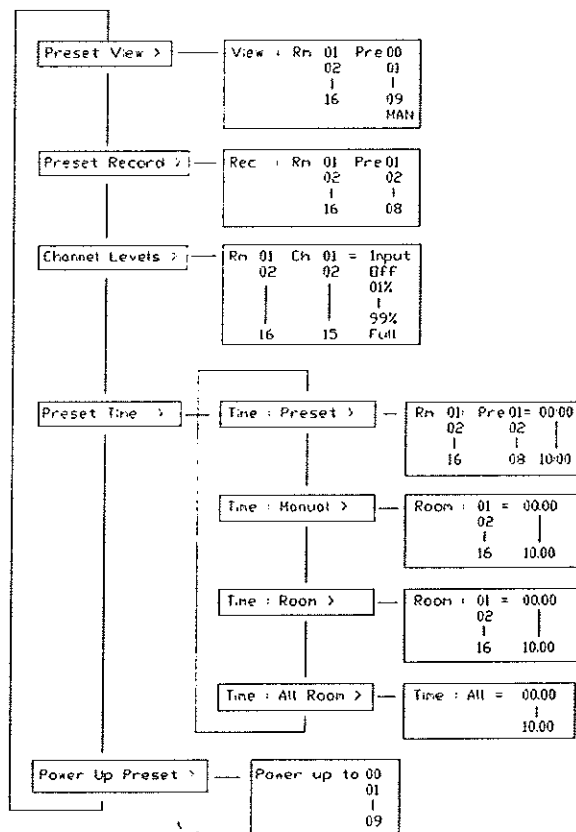 Preset View >
View : Rm 01 Pre 00
02 01
16 09
MAN
Preset Record >
Rec : Rm 01 Pre 01
02 02
16 08
Channel Levels >
Rm 01 Ch 01 = Input
02 02 Off
01%
99%
16 15 Full
Preset Time >
Time : Preset >
Rm 01: Pre 01= 00:00
02 02
16 08 10:00
Time : Manual >
Room : 01 = 00.00
02
16 10.00
Time : Room >
Room : 01 = 00.00
02
16 10.00
Time : All Room >
Time : All = 00.00
10.00
Power Up Preset >
Power up to 00
01
09